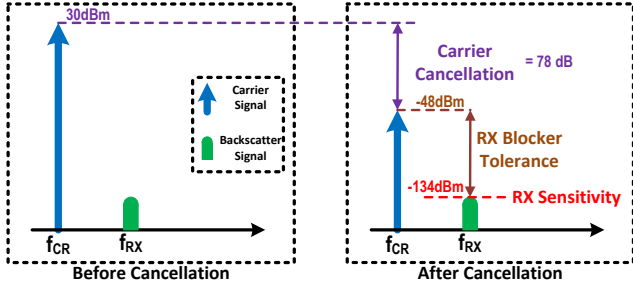 30dBm
Carrier
Signal
Backscatter
Signal
fCR
fRX
Before Cancellation
Carrier
Cancellation
= 78 dB
-48dBm
RX Blocker
Tolerance
-134dBm
RX Sensitivity
fCR
fRX
After Cancellation